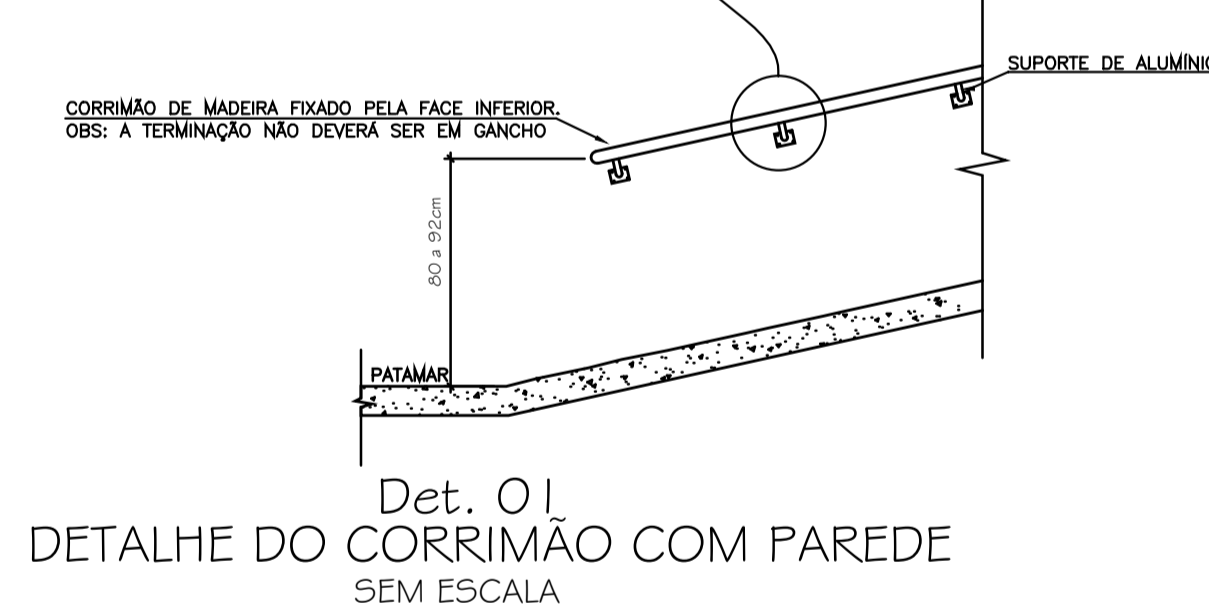 SUPORTE DE ALUMÍNIO
CORRIMÃO DE MADEIRA FIXADO PELA FACE INFERIOR.
OBS: A TERMINAÇÃO NÃO DEVERÁ SER EM GANCHO
80 a 92cm
PATAMAR
Det. 01
DETALHE DO CORRIMÃO COM PAREDE
SEM ESCALA